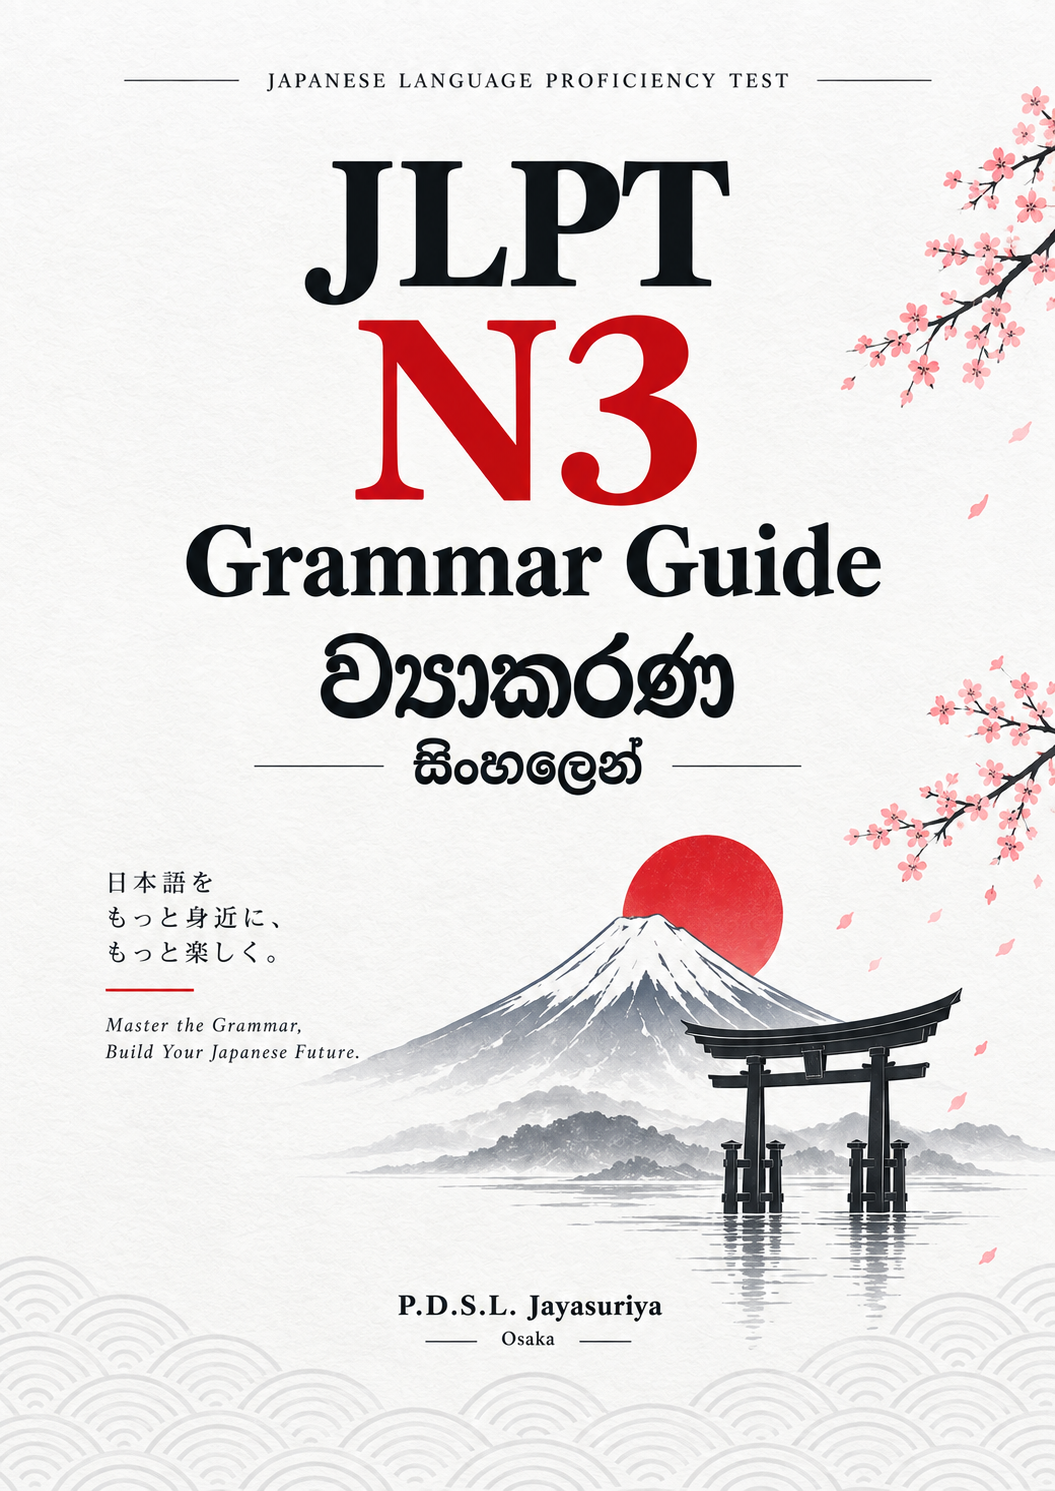 JAPANESE LANGUAGE PROFICIENCY TEST
JLPT
N3
Grammar Guide
ව්‍යාකරණ
සිංහලෙන්
日本語を
もっと身近に、
もっと楽しく。
Master the Grammar,
Build Your Japanese Future.
P.D.S.L. Jayasuriya
Osaka